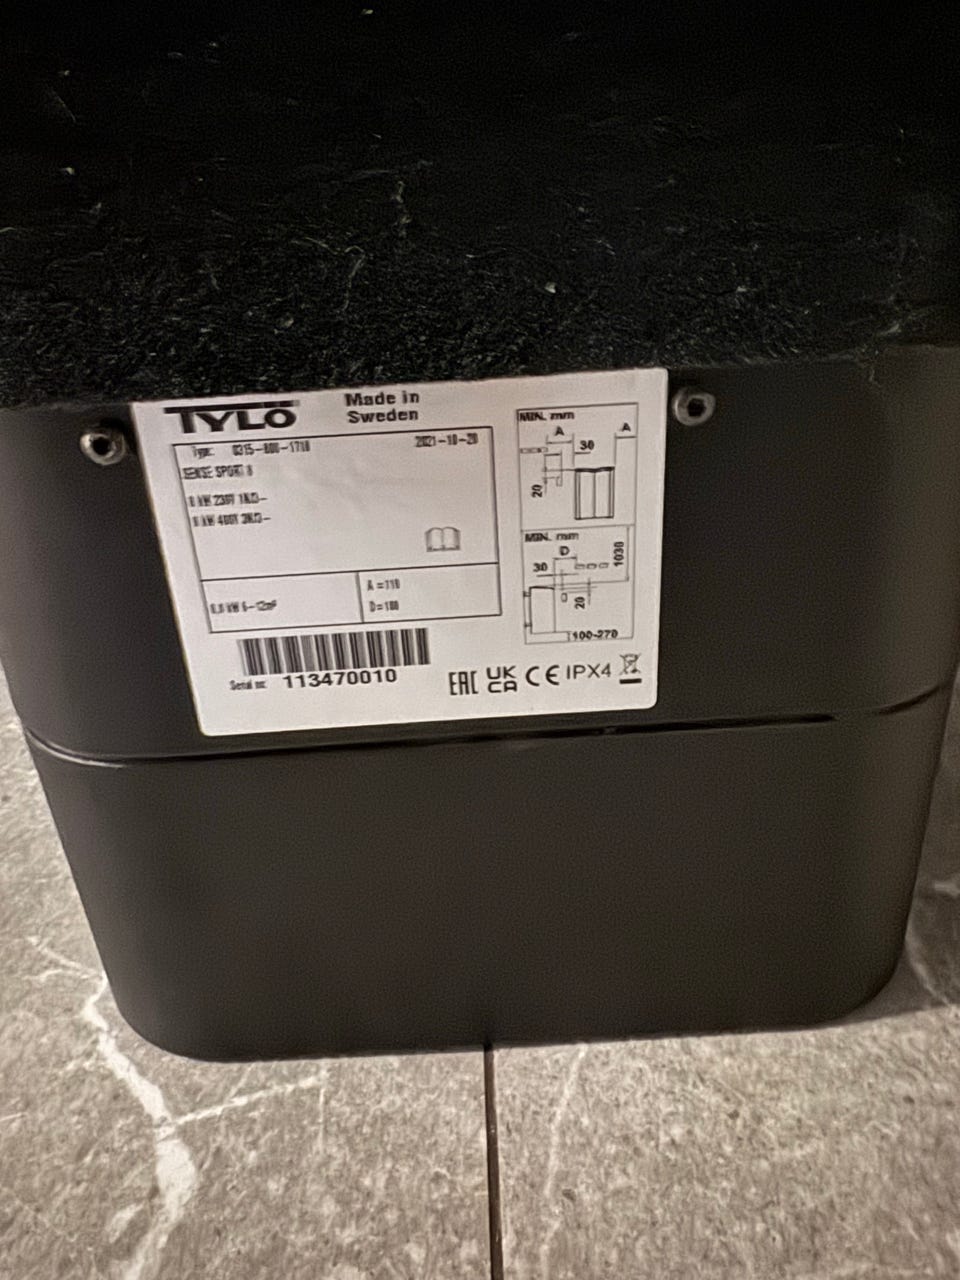 TYLÖ
Made in
Sweden
Type:
2021-10-20
SENSE SPORT 8
A =110
D=100
Serial nr: 113470010
MIN. mm
A
A
30
20
MIN. mm
D
30
1030
20
100-270
EAC UK CA CE IPX4